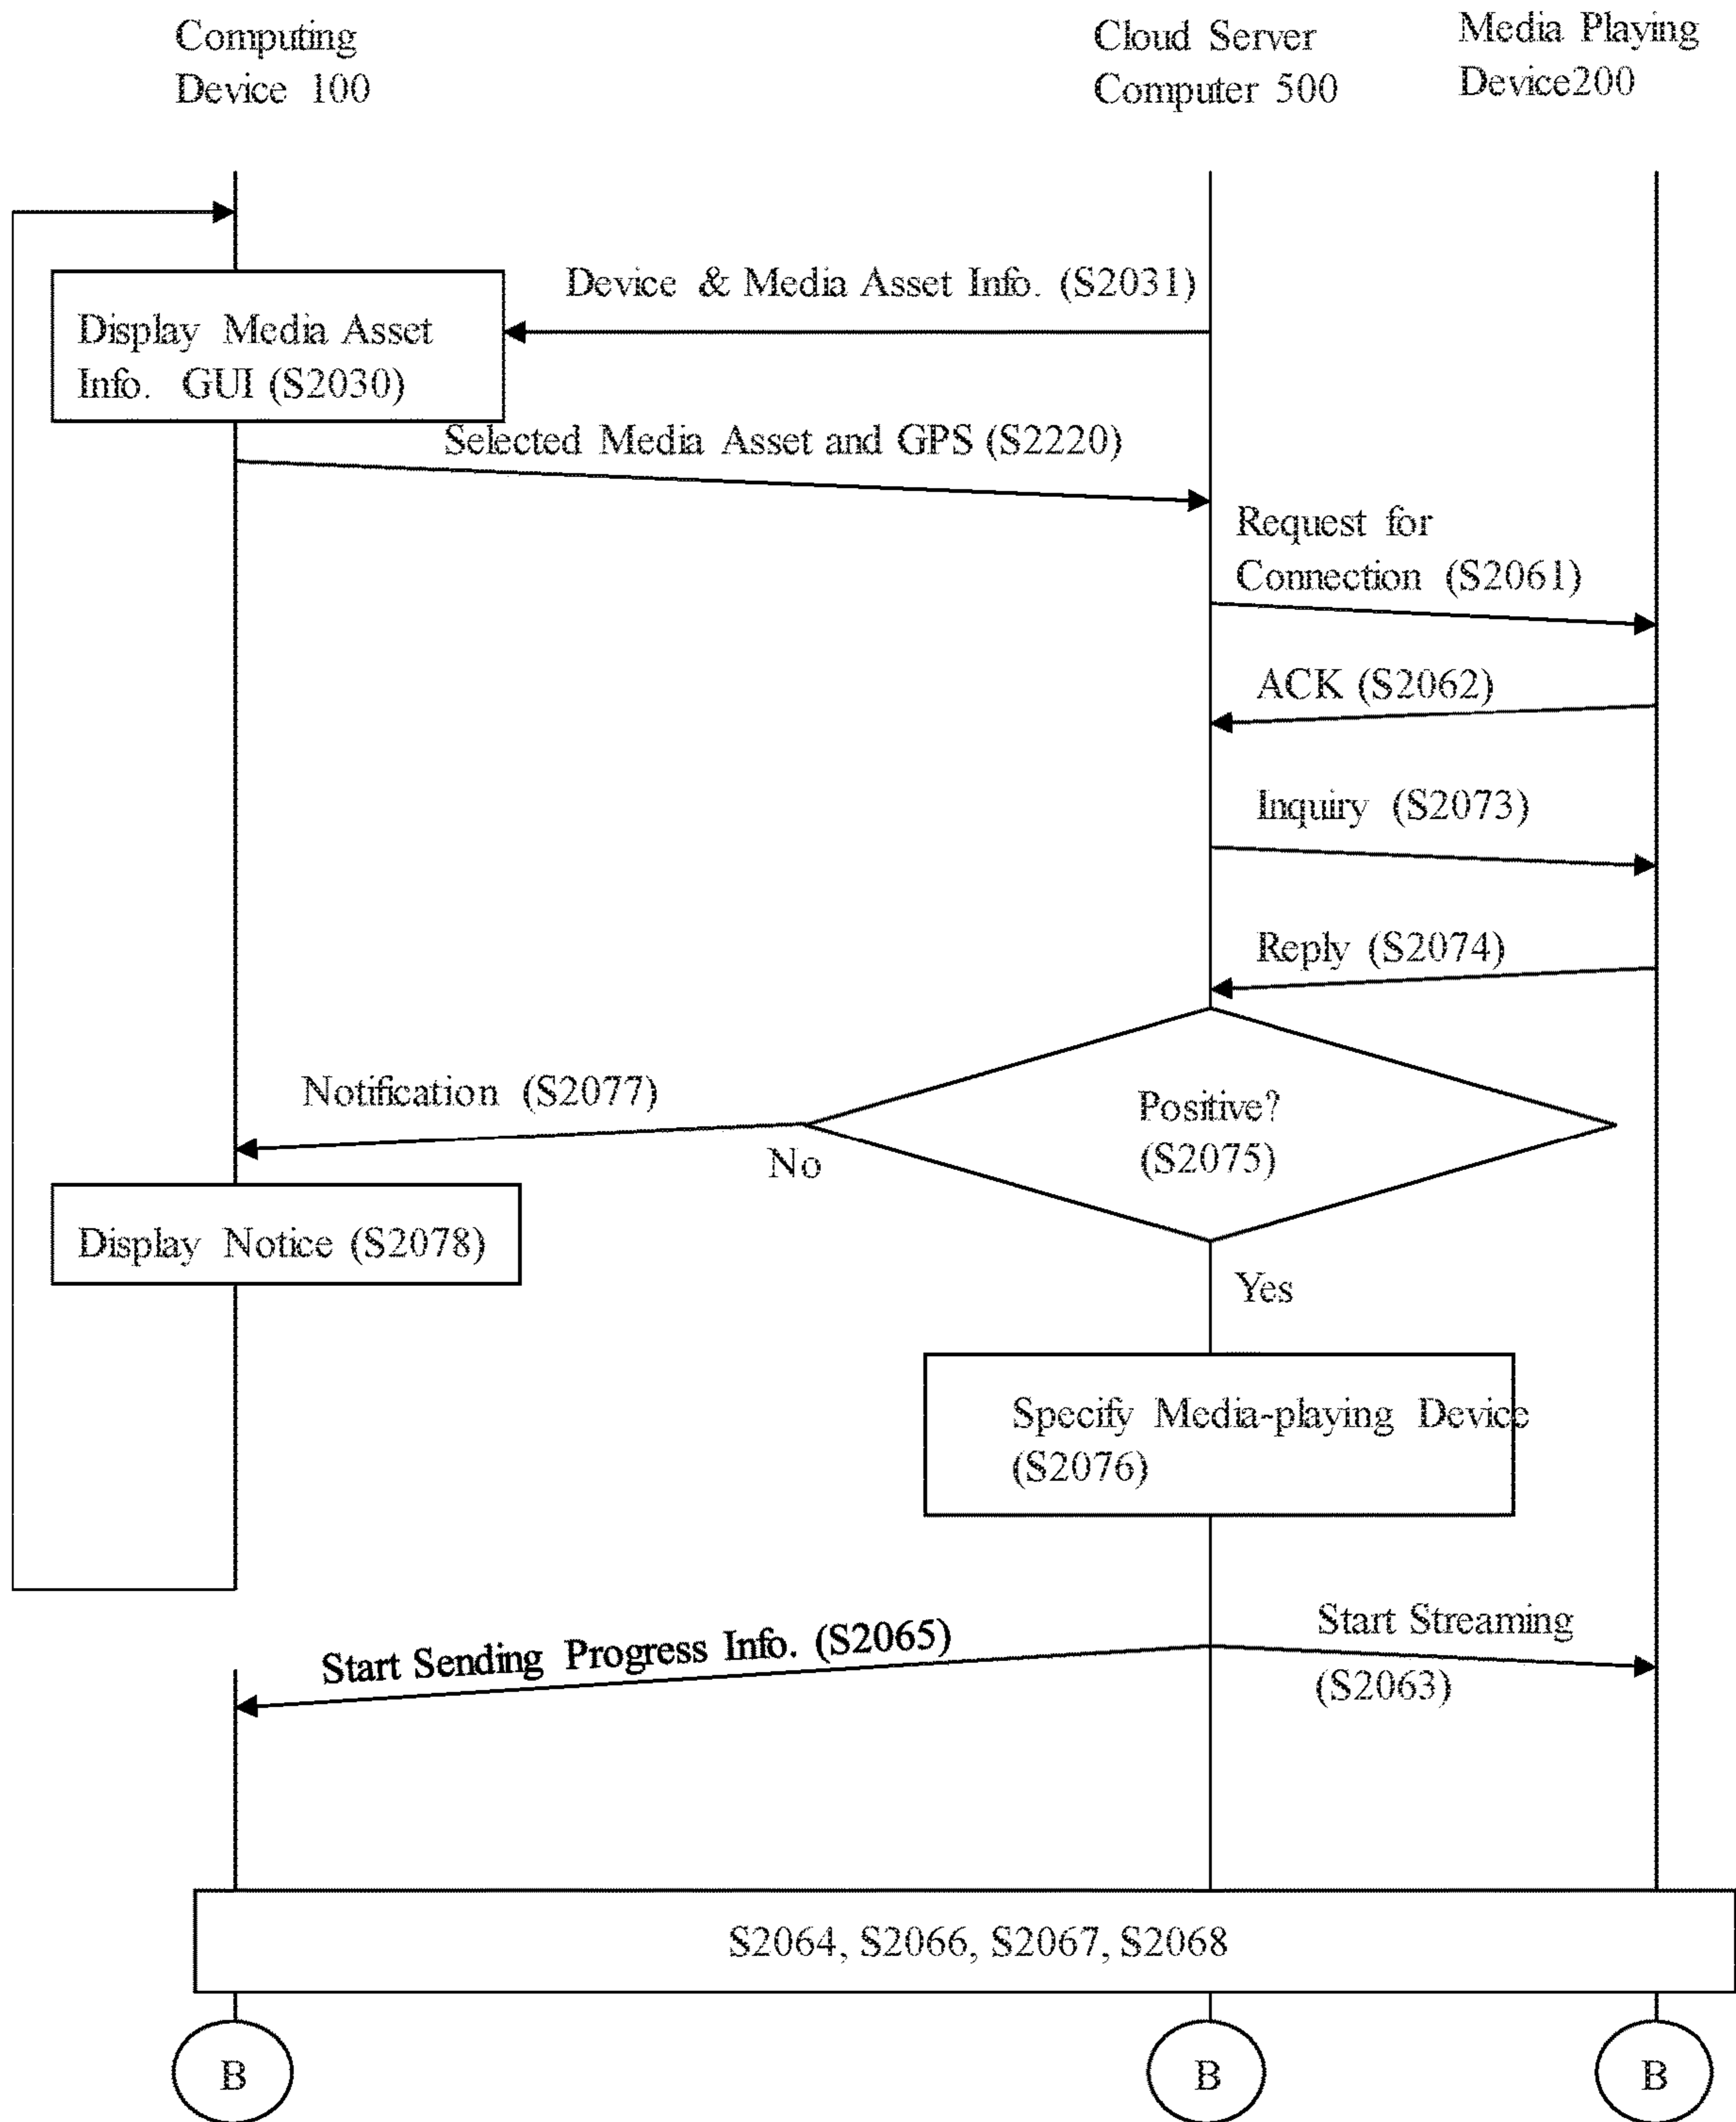 Computing
Device 100
Cloud Server
Computer 500
Media Playing
Device200
Device & Media Asset Info. (S2031)
Display Media Asset
Info. GUI (S2030)
Selected Media Asset and GPS (S2220)
Request for
Connection (S2061)
ACK (S2062)
Inquiry (S2073)
Reply (S2074)
Notification (S2077)
Positive?
(S2075)
No
Display Notice (S2078)
Yes
Specify Media-playing Device
(S2076)
Start Sending Progress Info. (S2065)
Start Streaming
(S2063)
S2064, S2066, S2067, S2068
B
B
B